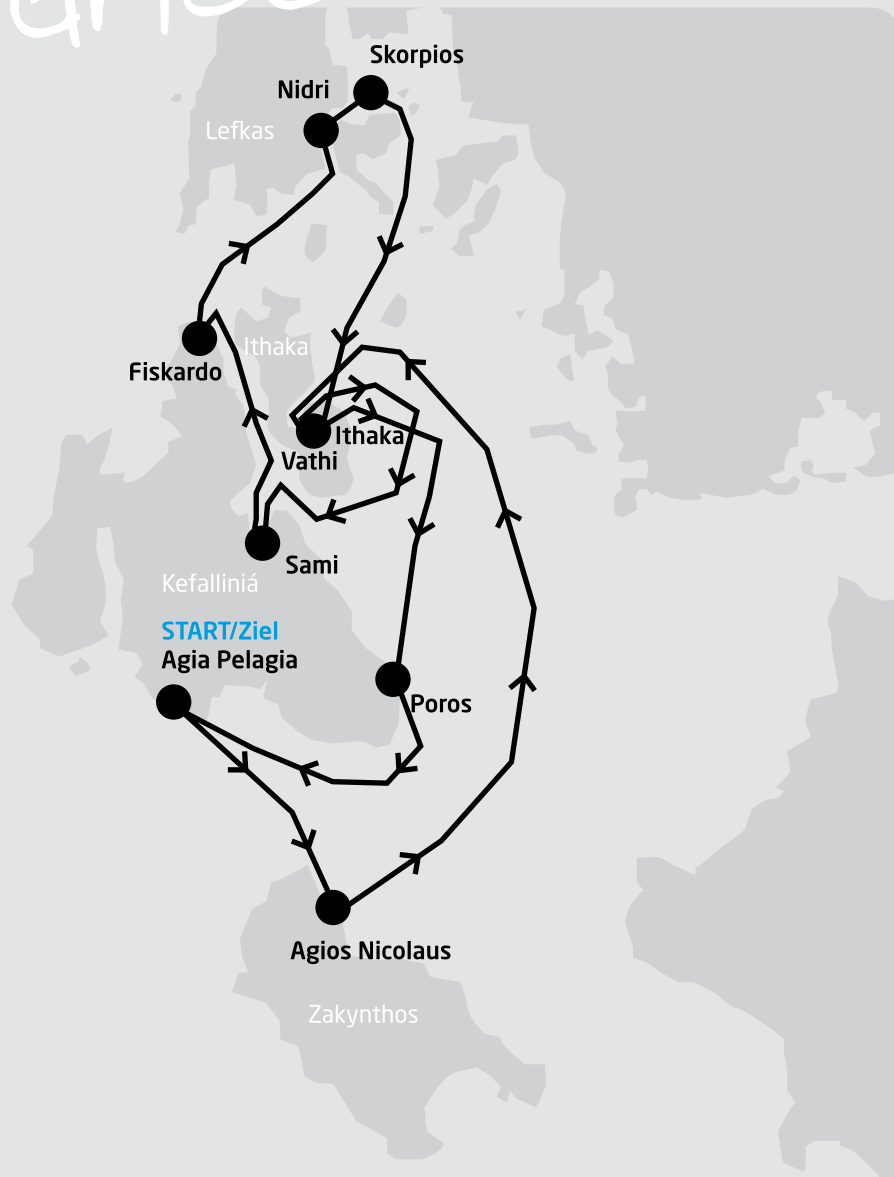 Skorpios
Nidri
Lefkas
Ithaka
Fiskardo
Ithaka
Vathi
Sami
Kefalliniá
START/Ziel
Agia Pelagia
Poros
Agios Nicolaus
Zakynthos